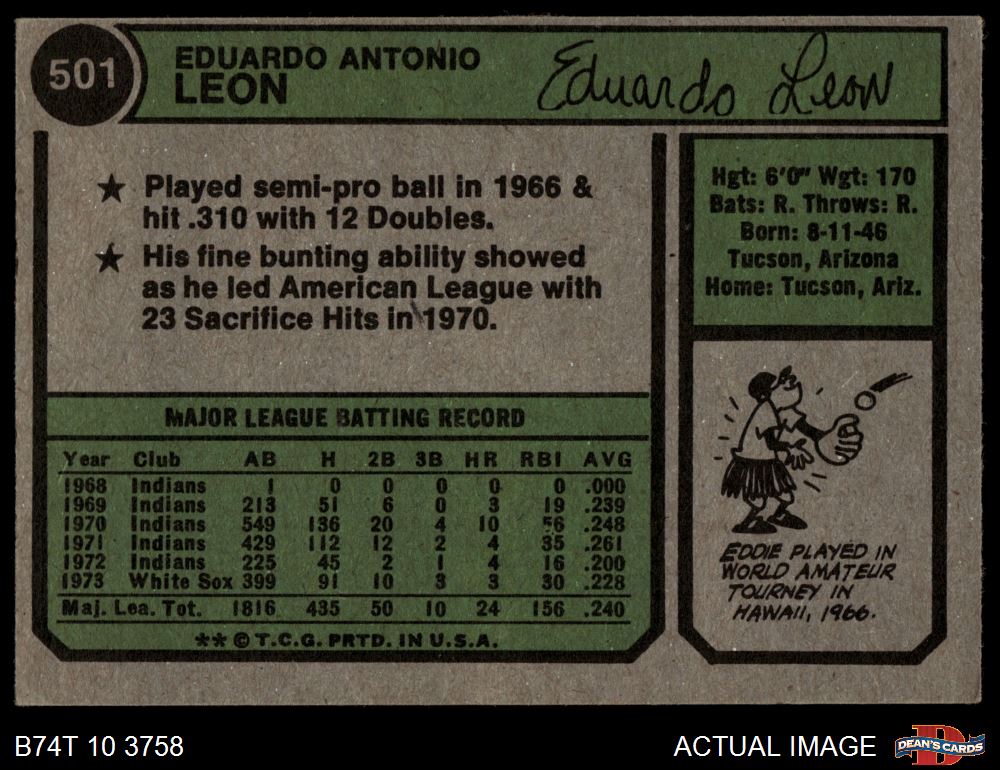 501
EDUARDO ANTONIO
LEON
Eduardo Leon
★ Played semi-pro ball in 1966 &
hit .310 with 12 Doubles.
★ His fine bunting ability showed
as he led American League with
23 Sacrifice Hits in 1970.
Hgt: 6'0" Wgt: 170
Bats: R. Throws: R.
Born: 8-11-46
Tucson, Arizona
Home: Tucson, Ariz.
MAJOR LEAGUE BATTING RECORD
Year Club AB H 2B 3B HR RBI AVG
1968 Indians 1 0 0 0 0 0 .000
1969 Indians 213 51 6 0 3 19 .239
1970 Indians 549 136 20 4 10 56 .248
1971 Indians 429 112 12 2 4 35 .261
1972 Indians 225 45 2 1 4 16 .200
1973 White Sox 399 91 10 3 3 30 .228
Maj. Lea. Tot. 1816 435 50 10 24 156 .240
** © T.C.G. PRTD. IN U.S.A.
EDDIE PLAYED IN
WORLD AMATEUR
TOURNEY IN
HAWAII, 1966.
B74T 10 3758
ACTUAL IMAGE
D
DEAN'S CARDS